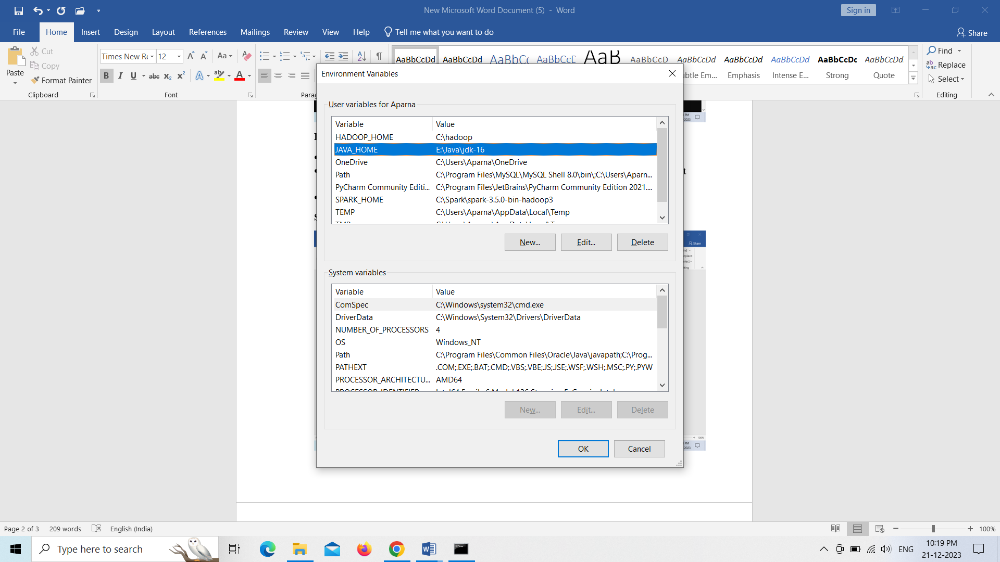 New Microsoft Word Document (5) - Word
Sign in
File Home Insert Design Layout References Mailings Review View Help Tell me what you want to do
Share
Paste
Cut
Copy
Format Painter
Clipboard
Times New Ro 12
Aa
B I U abc x₂ x²
Font
AaBbCcDd AaBbCcDd AaBbCc AaBbCcD AaB AaBbCcD AaBbCcDd AaBbCcDd AaBbCcDd AaBbCcDc AaBbCcDd
Emphasis Intense E... Strong Quote
Find
Replace
Select
Editing
Environment Variables
User variables for Aparna
Variable Value
HADOOP_HOME C:\hadoop
JAVA_HOME E:\Java\jdk-16
OneDrive C:\Users\Aparna\OneDrive
Path C:\Program Files\MySQL\MySQL Shell 8.0\bin\;C:\Users\Aparn...
PyCharm Community Editi... C:\Program Files\JetBrains\PyCharm Community Edition 2021....
SPARK_HOME C:\Spark\spark-3.5.0-bin-hadoop3
TEMP C:\Users\Aparna\AppData\Local\Temp
New... Edit... Delete
System variables
Variable Value
ComSpec C:\Windows\system32\cmd.exe
DriverData C:\Windows\System32\Drivers\DriverData
NUMBER_OF_PROCESSORS 4
OS Windows_NT
Path C:\Program Files\Common Files\Oracle\Java\javapath;C:\Prog...
PATHEXT .COM;.EXE;.BAT;.CMD;.VBS;.VBE;.JS;.JSE;.WSF;.WSH;.MSC;.PY;.PYW
PROCESSOR_ARCHITECTU... AMD64
New... Edit... Delete
OK Cancel
Page 2 of 3 209 words English (India)
100%
Type here to search
ENG
10:19 PM
21-12-2023